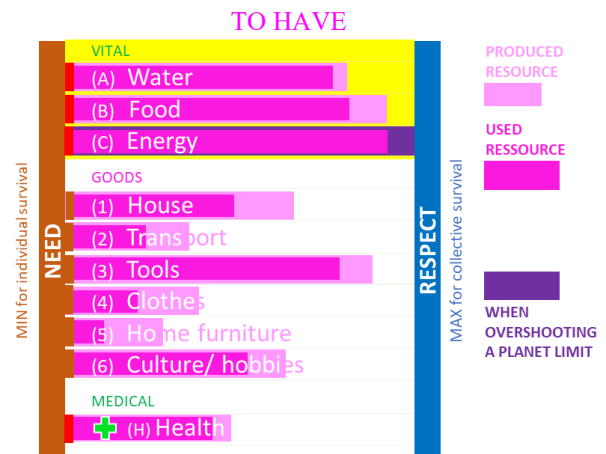 TO HAVE
VITAL
(A) Water
(B) Food
(C) Energy
GOODS
(1) House
(2) Transport
(3) Tools
(4) Clothes
(5) Home furniture
(6) Culture/ hobbies
MEDICAL
(H) Health
MIN for individual survival
NEED
RESPECT
MAX for collective survival
PRODUCED
RESOURCE
USED
RESSOURCE
WHEN
OVERSHOOTING
A PLANET LIMIT